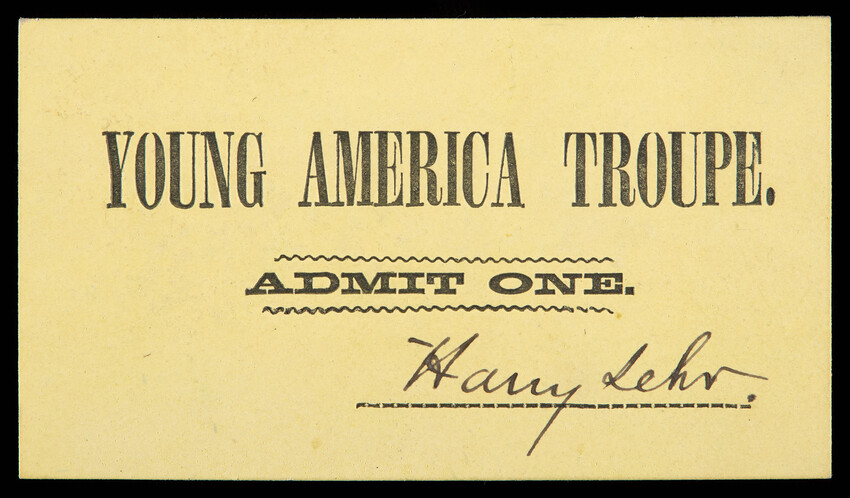 YOUNG AMERICA TROUPE.
ADMIT ONE.
Harry Lehr.